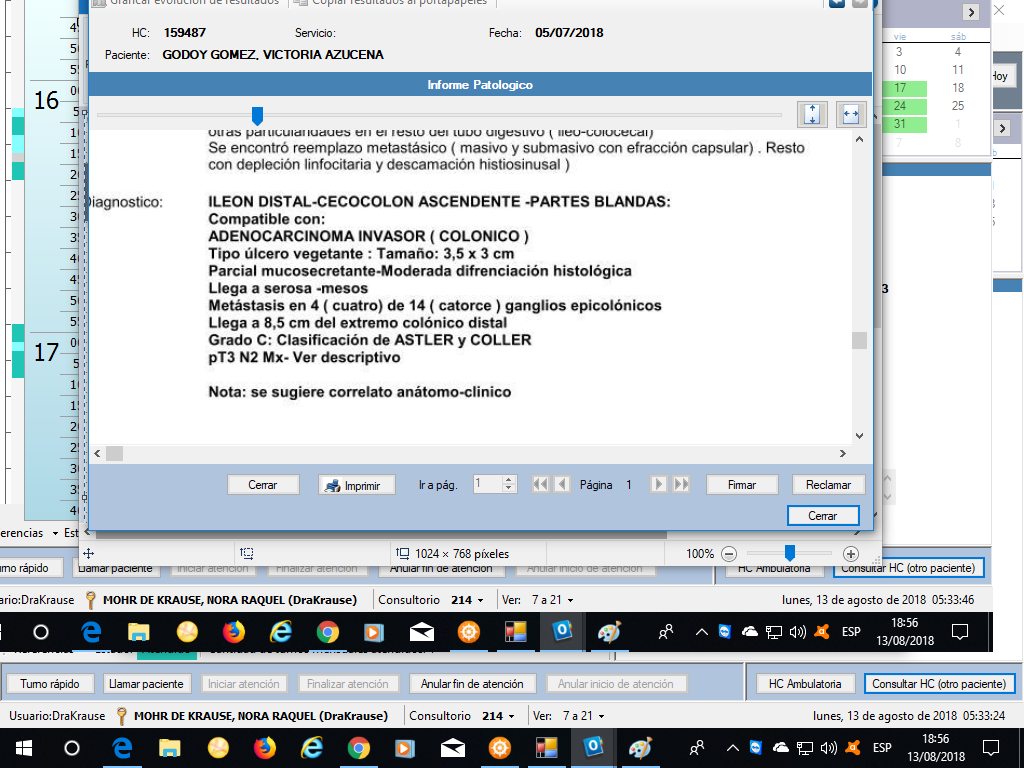 Graficar evolución de resultados
Copiar resultados al portapapeles
HC: 159487 Servicio: Fecha: 05/07/2018
Paciente: GODOY GOMEZ, VICTORIA AZUCENA
Informe Patologico
otras particularidades en el resto del tubo digestivo ( íleo-colocecal)
Se encontró reemplazo metastásico ( masivo y submasivo con efracción capsular) . Resto
con depleción linfocitaria y descamación histiosinusal )
Diagnostico: ILEON DISTAL-CECOCOLON ASCENDENTE -PARTES BLANDAS:
Compatible con:
ADENOCARCINOMA INVASOR ( COLONICO )
Tipo úlcero vegetante : Tamaño: 3,5 x 3 cm
Parcial mucosecretante-Moderada difrenciación histológica
Llega a serosa -mesos
Metástasis en 4 ( cuatro) de 14 ( catorce ) ganglios epicolónicos
Llega a 8,5 cm del extremo colónico distal
Grado C: Clasificación de ASTLER y COLLER
pT3 N2 Mx- Ver descriptivo
Nota: se sugiere correlato anátomo-clinico
Cerrar Imprimir Ir a pág. 1 Página 1 Firmar Reclamar
Cerrar
16
17
vie sáb
3 4
10 11
17 18
24 25
31 1
7 8
Hoy
3
erencias Est
1024 × 768 píxeles 100%
mo rápido Llamar paciente Iniciar atención Finalizar atención Anular fin de atención Anular inicio de atención HC Ambulatoria Consultar HC (otro paciente)
ario:DraKrause MOHR DE KRAUSE, NORA RAQUEL (DraKrause) Consultorio 214 Ver: 7 a 21 lunes, 13 de agosto de 2018 05:33:46
ESP 18:56
13/08/2018
Turno rápido Llamar paciente Iniciar atención Finalizar atención Anular fin de atención Anular inicio de atención HC Ambulatoria Consultar HC (otro paciente)
Usuario:DraKrause MOHR DE KRAUSE, NORA RAQUEL (DraKrause) Consultorio 214 Ver: 7 a 21 lunes, 13 de agosto de 2018 05:33:24
ESP 18:56
13/08/2018